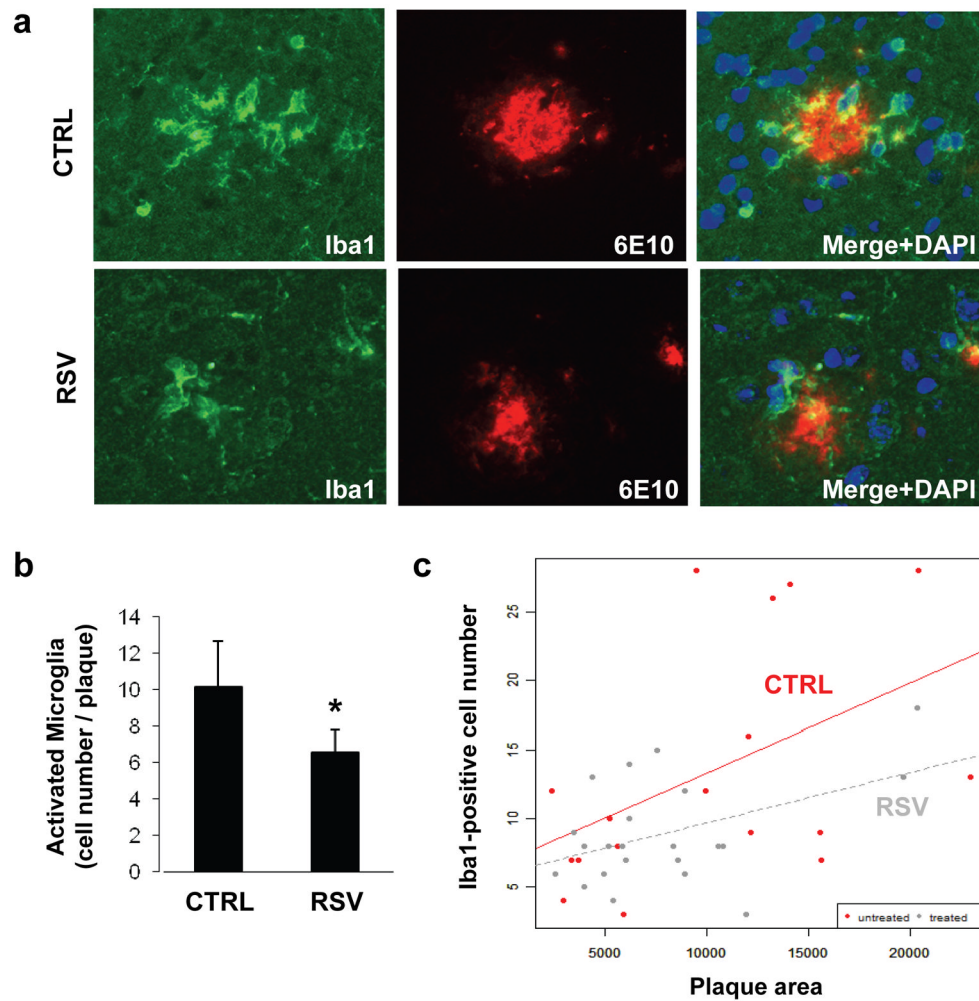 a
CTRL
Iba1
6E10
Merge+DAPI
RSV
Iba1
6E10
Merge+DAPI
b
Activated Microglia
(cell number / plaque)
14
12
10
8
6
4
2
0
*
CTRL
RSV
c
Iba1-positive cell number
25
20
15
10
5
CTRL
RSV
untreated treated
5000 10000 15000 20000
Plaque area